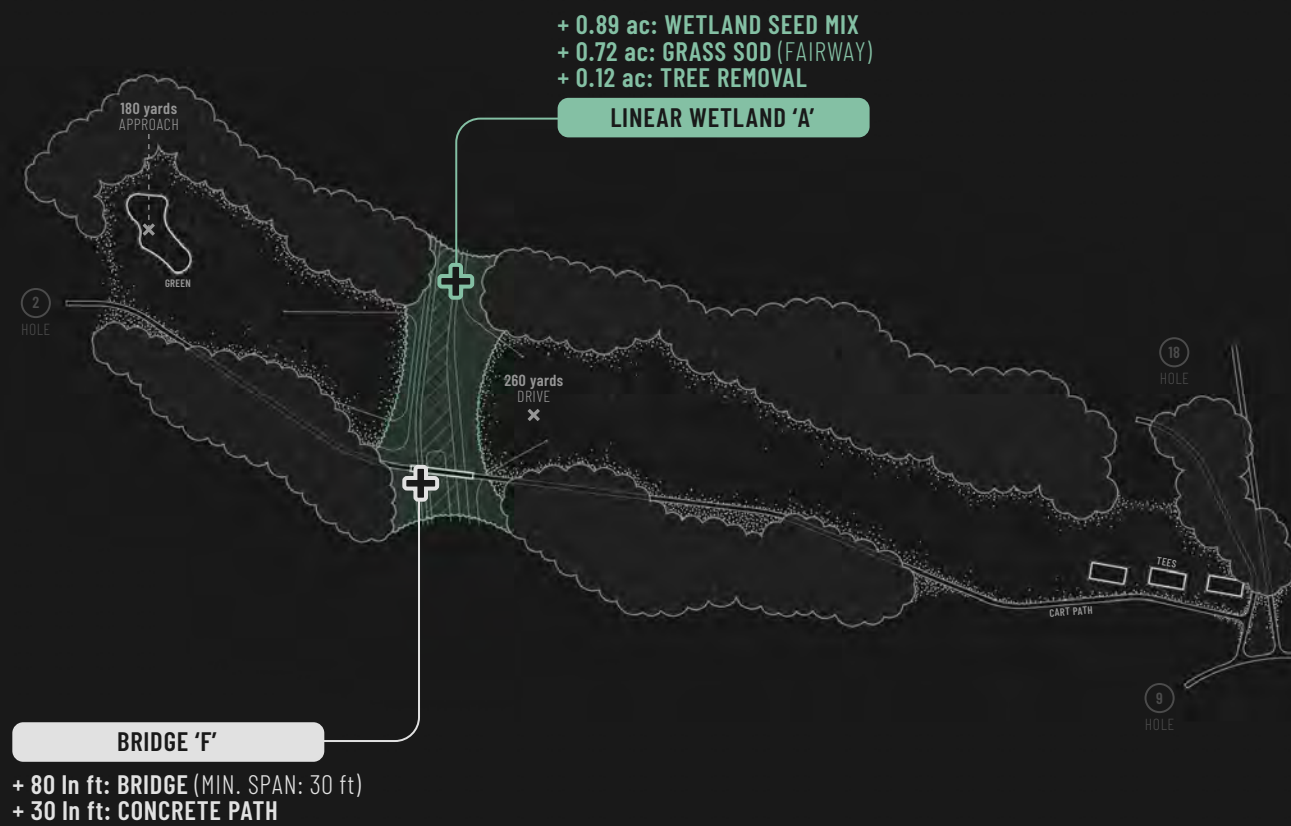 + 0.89 ac: WETLAND SEED MIX
+ 0.72 ac: GRASS SOD (FAIRWAY)
+ 0.12 ac: TREE REMOVAL
LINEAR WETLAND ‘A’
180 yards
APPROACH
GREEN
2
HOLE
260 yards
DRIVE
18
HOLE
TEES
CART PATH
9
HOLE
BRIDGE ‘F’
+ 80 ln ft: BRIDGE (MIN. SPAN: 30 ft)
+ 30 ln ft: CONCRETE PATH